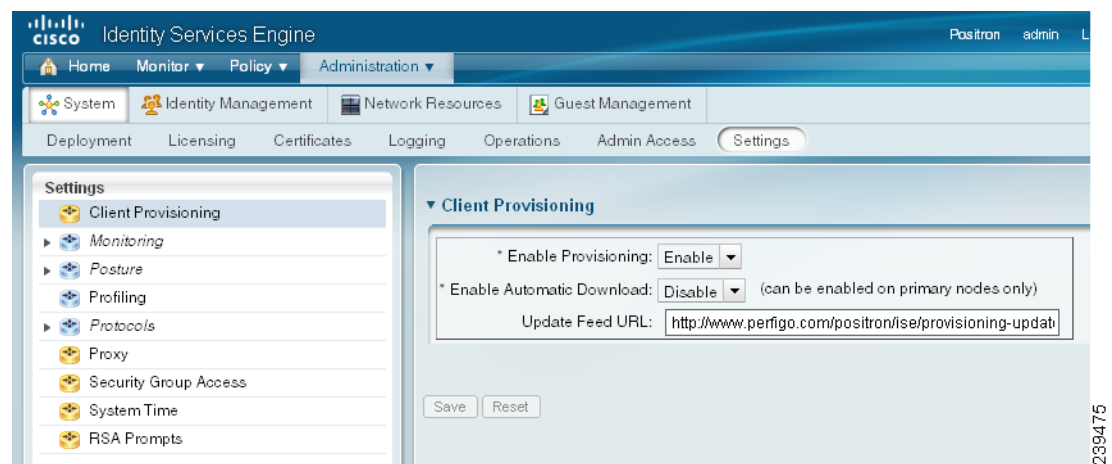 CISCO Identity Services Engine
Positron admin L
Home Monitor Policy Administration
System Identity Management Network Resources Guest Management
Deployment Licensing Certificates Logging Operations Admin Access Settings
Settings
Client Provisioning
Monitoring
Posture
Profiling
Protocols
Proxy
Security Group Access
System Time
RSA Prompts
Client Provisioning
* Enable Provisioning: Enable
* Enable Automatic Download: Disable (can be enabled on primary nodes only)
Update Feed URL: http://www.perfigo.com/positron/ise/provisioning-updat
Save Reset
239475